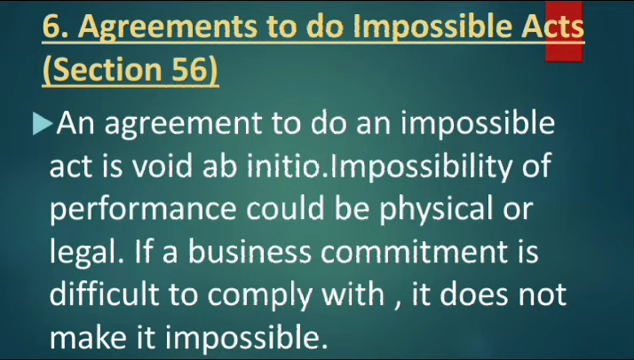 6. Agreements to do Impossible Acts
(Section 56)
An agreement to do an impossible
act is void ab initio.Impossibility of
performance could be physical or
legal. If a business commitment is
difficult to comply with , it does not
make it impossible.